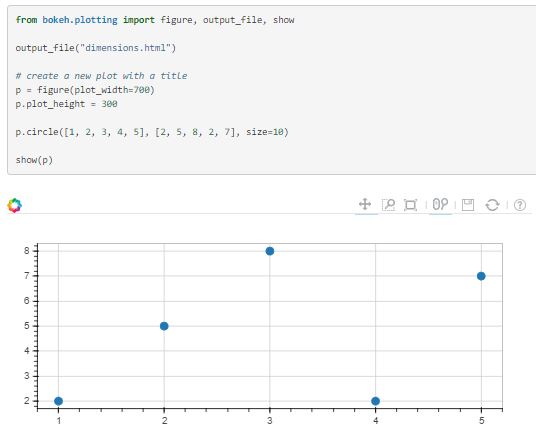 from bokeh.plotting import figure, output_file, show
output_file("dimensions.html")
# create a new plot with a title
p = figure(plot_width=700)
p.plot_height = 300
p.circle([1, 2, 3, 4, 5], [2, 5, 8, 2, 7], size=10)
show(p)
?
8
7
6
5
4
3
2
1 2 3 4 5